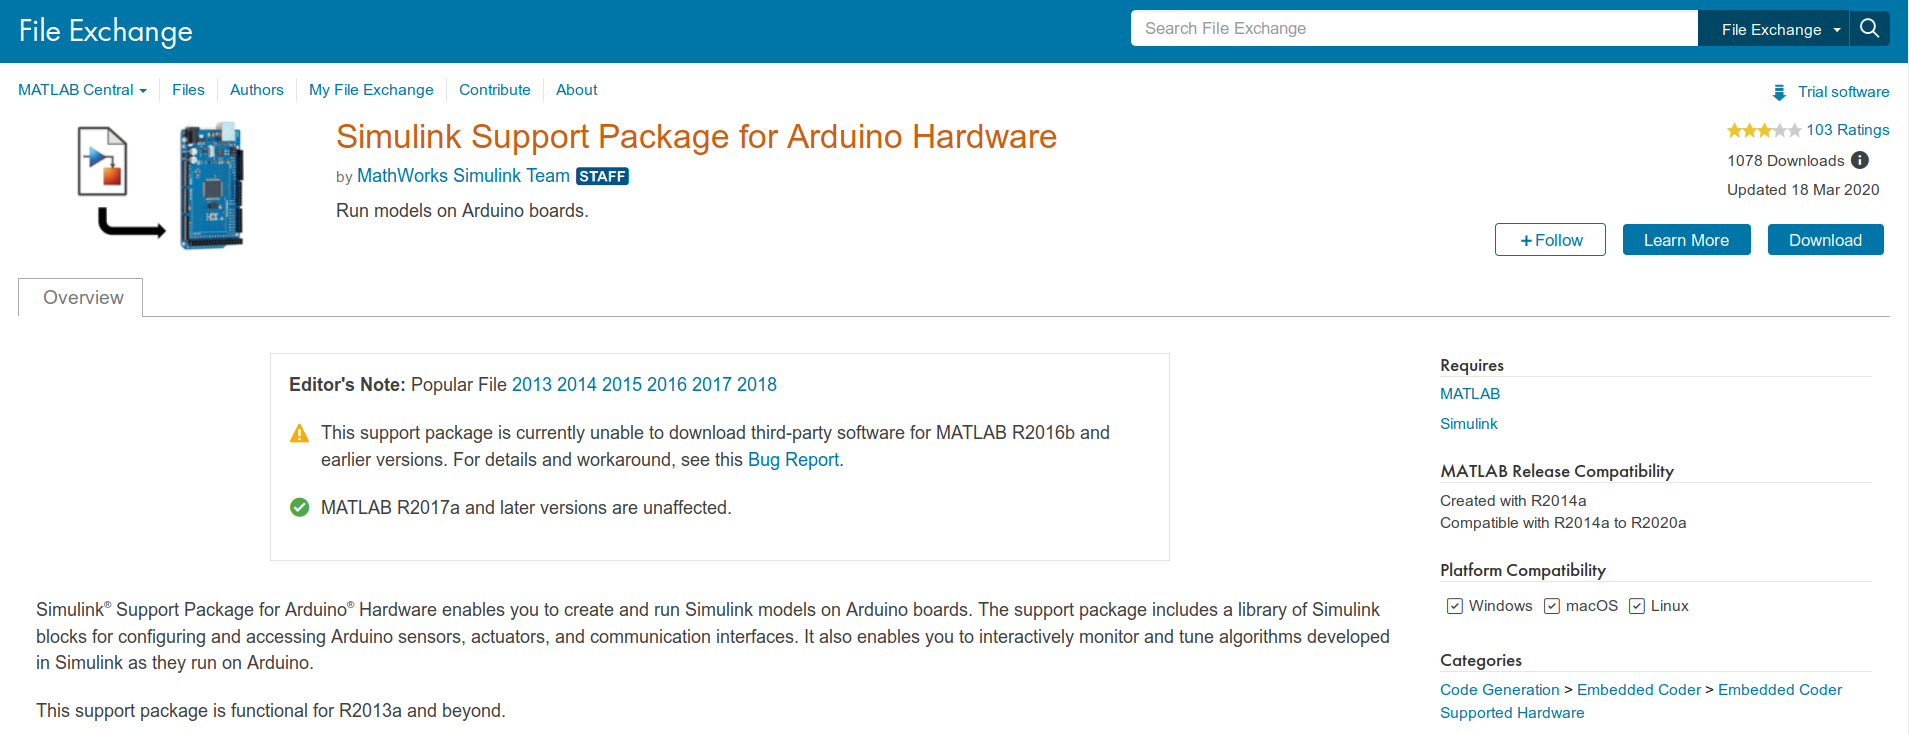 File Exchange
Search File Exchange
File Exchange
MATLAB Central
Files
Authors
My File Exchange
Contribute
About
Trial software
Simulink Support Package for Arduino Hardware
by MathWorks Simulink Team STAFF
Run models on Arduino boards.
103 Ratings
1078 Downloads
Updated 18 Mar 2020
+Follow
Learn More
Download
Overview
Editor's Note: Popular File 2013 2014 2015 2016 2017 2018
This support package is currently unable to download third-party software for MATLAB R2016b and
earlier versions. For details and workaround, see this Bug Report.
MATLAB R2017a and later versions are unaffected.
Simulink® Support Package for Arduino® Hardware enables you to create and run Simulink models on Arduino boards. The support package includes a library of Simulink
blocks for configuring and accessing Arduino sensors, actuators, and communication interfaces. It also enables you to interactively monitor and tune algorithms developed
in Simulink as they run on Arduino.
This support package is functional for R2013a and beyond.
Requires
MATLAB
Simulink
MATLAB Release Compatibility
Created with R2014a
Compatible with R2014a to R2020a
Platform Compatibility
Windows macOS Linux
Categories
Code Generation > Embedded Coder > Embedded Coder
Supported Hardware